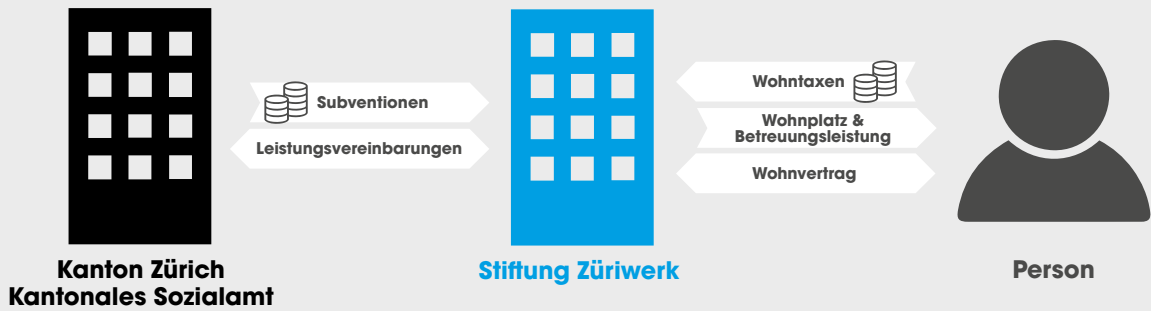 Subventionen
Leistungsvereinbarungen
Wohntaxen
Wohnplatz &
Betreuungsleistung
Wohnvertrag
Kanton Zürich
Kantonales Sozialamt
Stiftung Züriwerk
Person